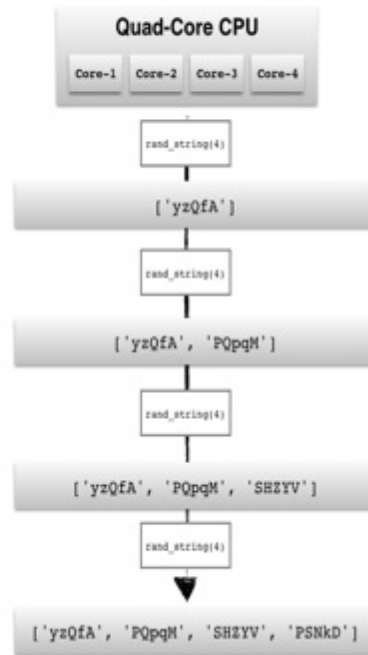 Quad-Core CPU
Core-1 Core-2 Core-3 Core-4
rand_string(4)
['yzQfA']
rand_string(4)
['yzQfA', 'PQpqM']
rand_string(4)
['yzQfA', 'PQpqM', 'SHZYV']
rand_string(4)
['yzQfA', 'PQpqM', 'SHZYV', 'PSNkD']